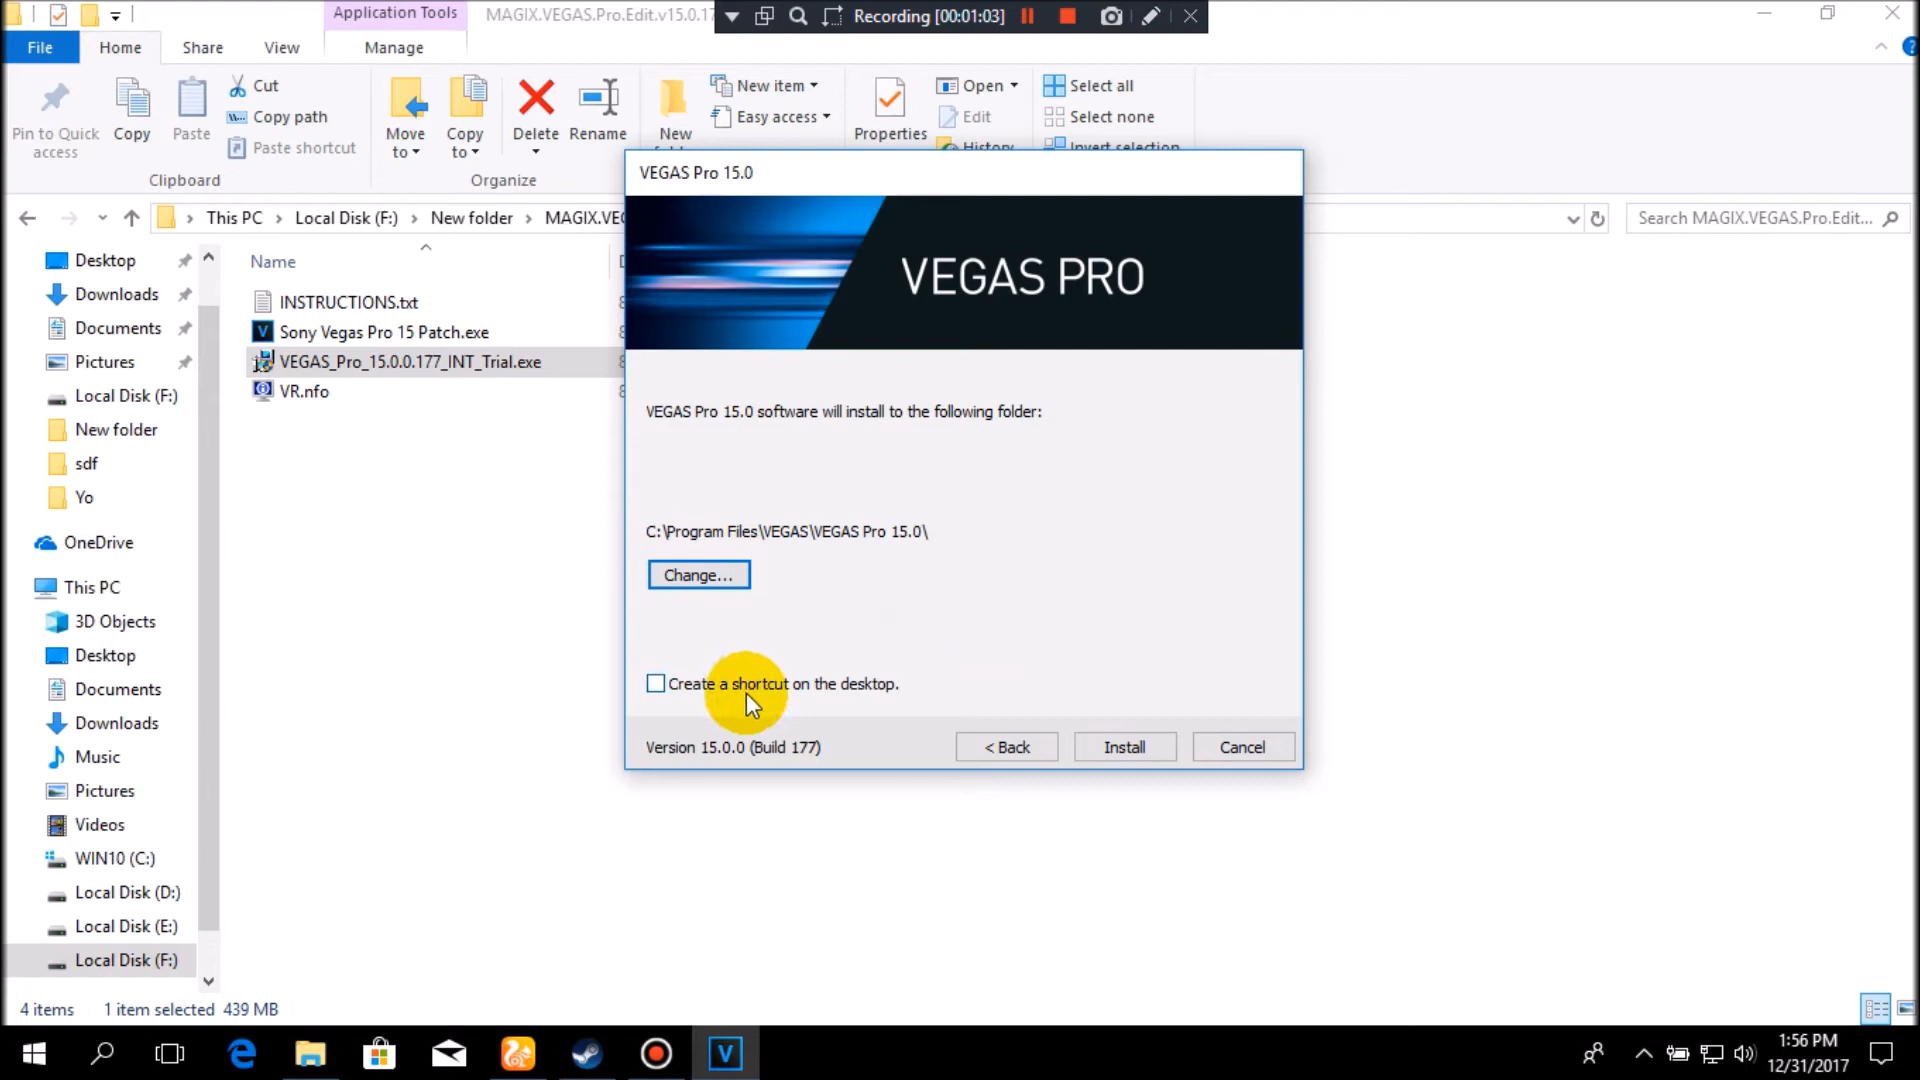 Application Tools
MAGIX.VEGAS.Pro.Edit.v15.0.17
Recording [00:01:03]
File
Home
Share
View
Manage
Pin to Quick access
Copy
Paste
Cut
Copy path
Paste shortcut
Clipboard
Move to
Copy to
Delete
Rename
Organize
New
New item
Easy access
Properties
Open
Edit
History
Select all
Select none
Invert selection
This PC
Local Disk (F:)
New folder
MAGIX.VEG
Search MAGIX.VEGAS.Pro.Edit...
Name
INSTRUCTIONS.txt
Sony Vegas Pro 15 Patch.exe
VEGAS_Pro_15.0.0.177_INT_Trial.exe
VR.nfo
Desktop
Downloads
Documents
Pictures
Local Disk (F:)
New folder
sdf
Yo
OneDrive
This PC
3D Objects
Desktop
Documents
Downloads
Music
Pictures
Videos
WIN10 (C:)
Local Disk (D:)
Local Disk (E:)
Local Disk (F:)
VEGAS Pro 15.0
VEGAS PRO
VEGAS Pro 15.0 software will install to the following folder:
C:\Program Files\VEGAS\VEGAS Pro 15.0\
Change...
Create a shortcut on the desktop.
Version 15.0.0 (Build 177)
< Back
Install
Cancel
4 items
1 item selected 439 MB
1:56 PM
12/31/2017